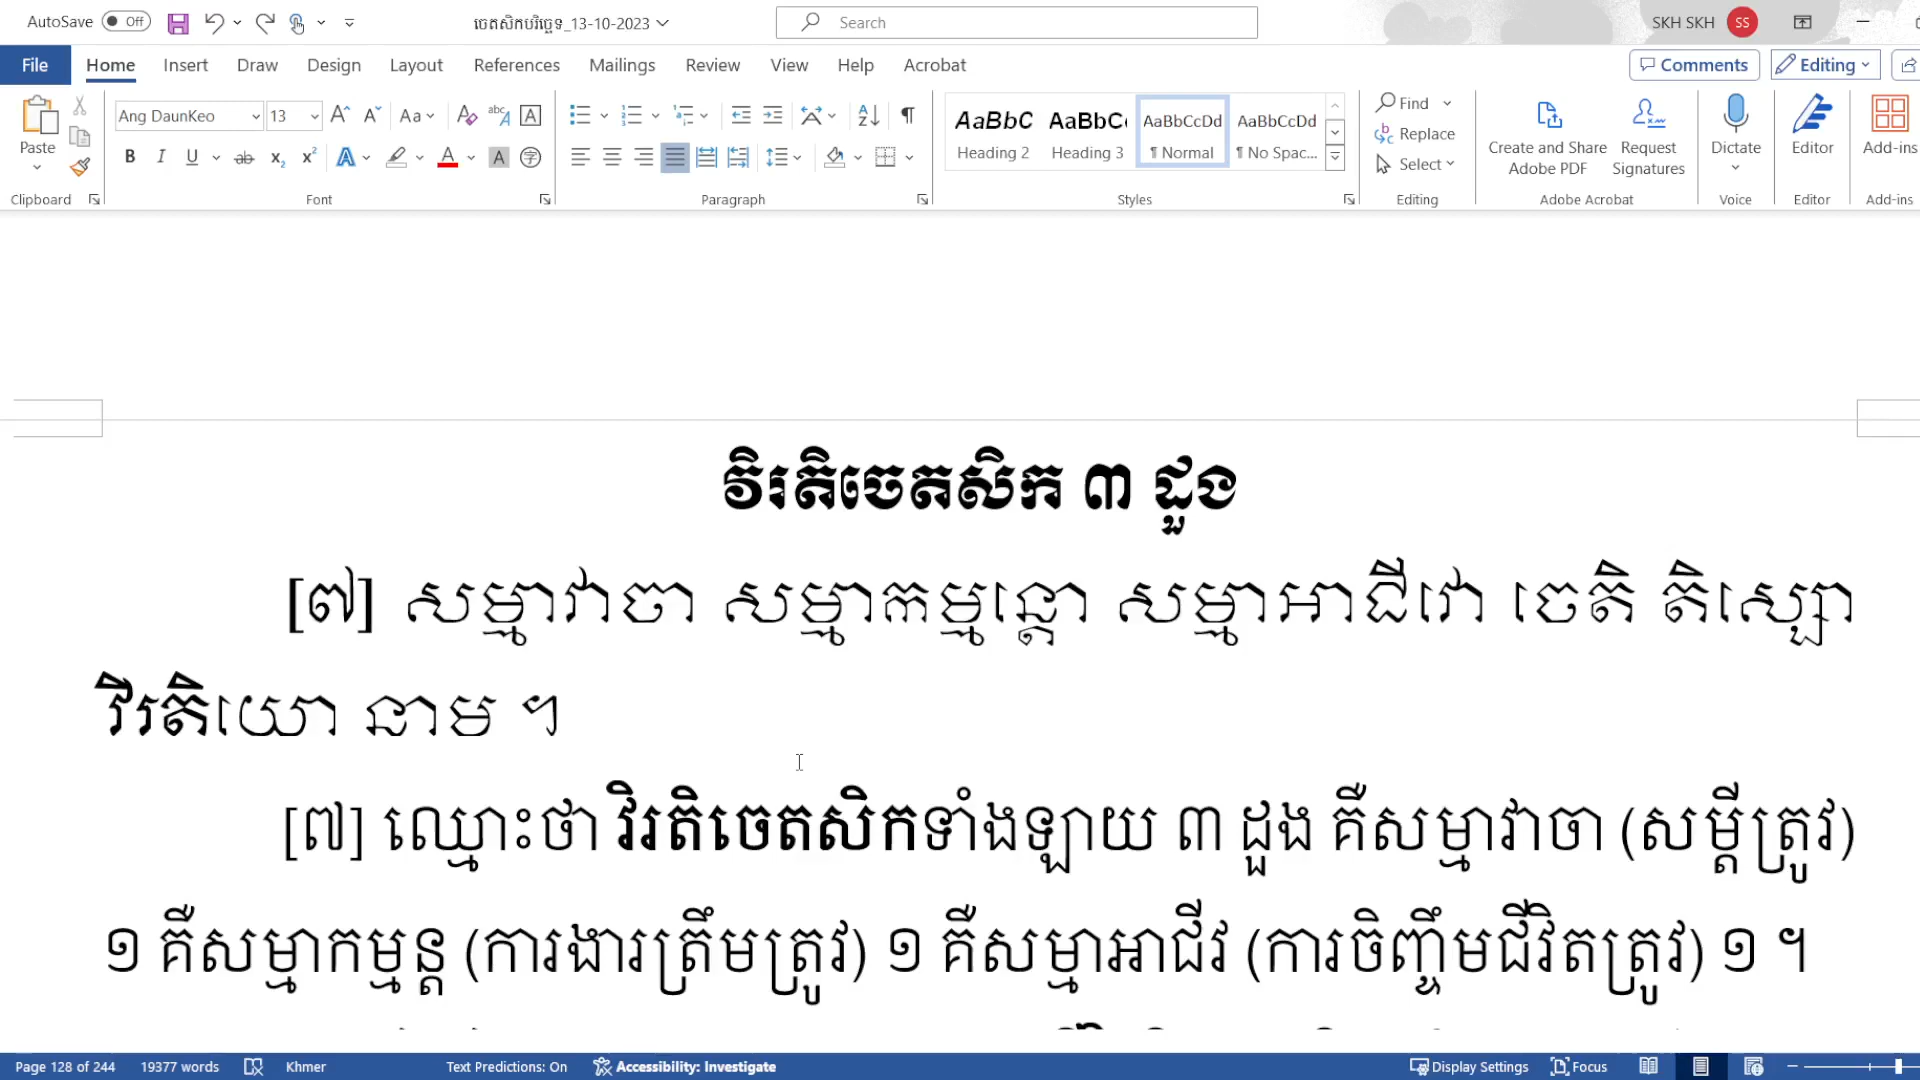 AutoSave Off ចេតសិកបរិច្ឆេទ_13-10-2023 Search SKH SKH SS
File Home Insert Draw Design Layout References Mailings Review View Help Acrobat Comments Editing
Paste Ang DaunKeo 13 Aa AaBbC AaBbCc AaBbCcDd AaBbCcDd Find Replace Select
Heading 2 Heading 3 ¶ Normal ¶ No Spac... Create and Share Adobe PDF Request Signatures Dictate Editor Add-ins
Clipboard Font Paragraph Styles Editing Adobe Acrobat Voice Editor Add-ins
វិរតិចេតសិក ៣ ដួង
[៧] សម្មាវាចា សម្មាកម្មន្តោ សម្មាអាជីវោ ចេតិ តិស្សោ
វិរតិយោ នាម ។
[៧] ឈ្មោះថា វិរតិចេតសិកទាំងឡាយ ៣ ដួង គឺសម្មាវាចា (សម្ដីត្រូវ)
១ គឺសម្មាកម្មន្ត (ការងារត្រឹមត្រូវ) ១ គឺសម្មាអាជីវ (ការចិញ្ចឹមជីវិតត្រូវ) ១ ។
Page 128 of 244 19377 words Khmer Text Predictions: On Accessibility: Investigate Display Settings Focus